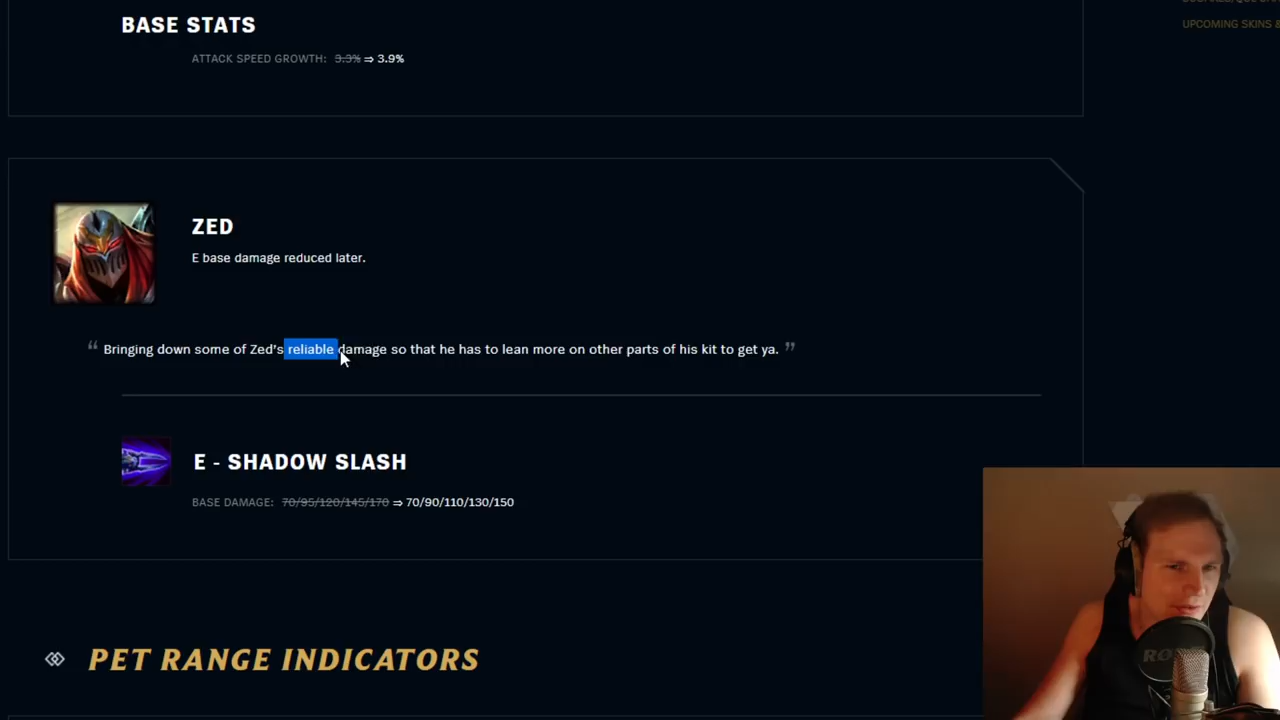 BASE STATS
UPCOMING SKINS &
ATTACK SPEED GROWTH: 3.3% ⇒ 3.9%
ZED
E base damage reduced later.
“ Bringing down some of Zed's reliable damage so that he has to lean more on other parts of his kit to get ya. ”
E - SHADOW SLASH
BASE DAMAGE: 70/95/120/145/170 ⇒ 70/90/110/130/150
PET RANGE INDICATORS